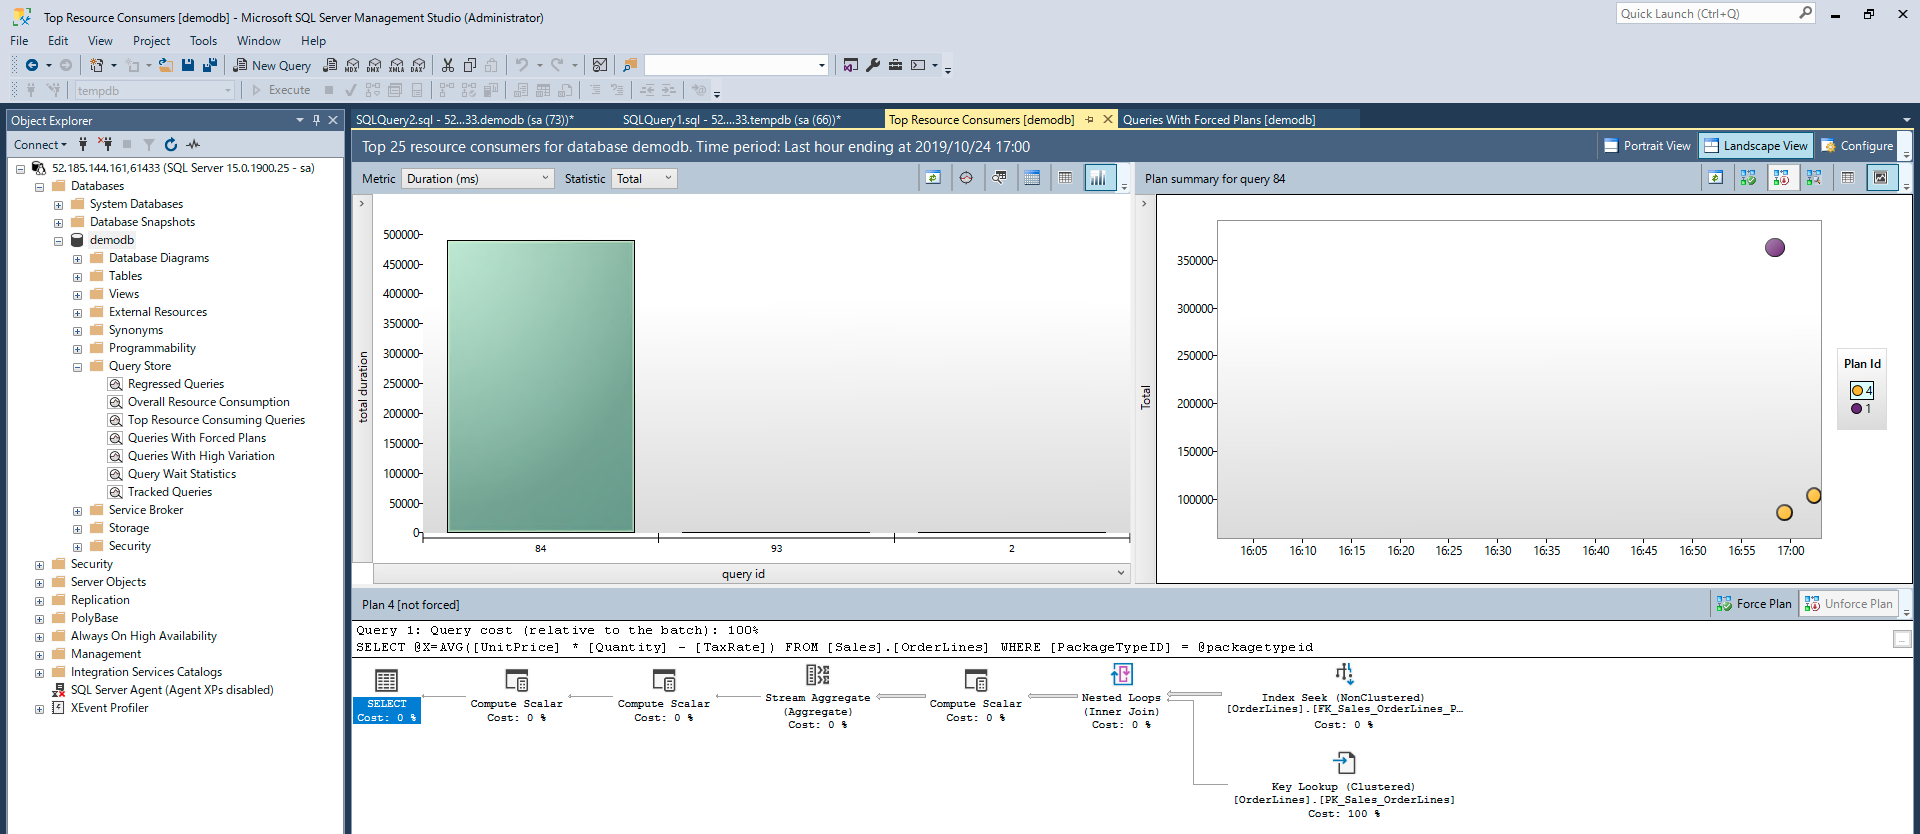 Top Resource Consumers [demodb] - Microsoft SQL Server Management Studio (Administrator)
Quick Launch (Ctrl+Q)
File Edit View Project Tools Window Help
New Query MDX DMX XMLA DAX
tempdb Execute
Object Explorer
Connect
52.185.144.161,61433 (SQL Server 15.0.1900.25 - sa)
Databases
System Databases
Database Snapshots
demodb
Database Diagrams
Tables
Views
External Resources
Synonyms
Programmability
Query Store
Regressed Queries
Overall Resource Consumption
Top Resource Consuming Queries
Queries With Forced Plans
Queries With High Variation
Query Wait Statistics
Tracked Queries
Service Broker
Storage
Security
Security
Server Objects
Replication
PolyBase
Always On High Availability
Management
Integration Services Catalogs
SQL Server Agent (Agent XPs disabled)
XEvent Profiler
SQLQuery2.sql - 52...33.demodb (sa (73))* SQLQuery1.sql - 52....33.tempdb (sa (66))* Top Resource Consumers [demodb] Queries With Forced Plans [demodb]
Top 25 resource consumers for database demodb. Time period: Last hour ending at 2019/10/24 17:00
Portrait View Landscape View Configure
Metric Duration (ms) Statistic Total
total duration
500000
450000
400000
350000
300000
250000
200000
150000
100000
50000
0
84 93 2
query id
Plan summary for query 84
Total
350000
300000
250000
200000
150000
100000
16:05 16:10 16:15 16:20 16:25 16:30 16:35 16:40 16:45 16:50 16:55 17:00
Plan Id
4
1
Plan 4 [not forced]
Force Plan Unforce Plan
Query 1: Query cost (relative to the batch): 100%
SELECT @X=AVG([UnitPrice] * [Quantity] - [TaxRate]) FROM [Sales].[OrderLines] WHERE [PackageTypeID] = @packagetypeid
SELECT
Cost: 0 %
Compute Scalar
Cost: 0 %
Compute Scalar
Cost: 0 %
Stream Aggregate
(Aggregate)
Cost: 0 %
Compute Scalar
Cost: 0 %
Nested Loops
(Inner Join)
Cost: 0 %
Index Seek (NonClustered)
[OrderLines].[FK_Sales_OrderLines_P…
Cost: 0 %
Key Lookup (Clustered)
[OrderLines].[PK_Sales_OrderLines]
Cost: 100 %